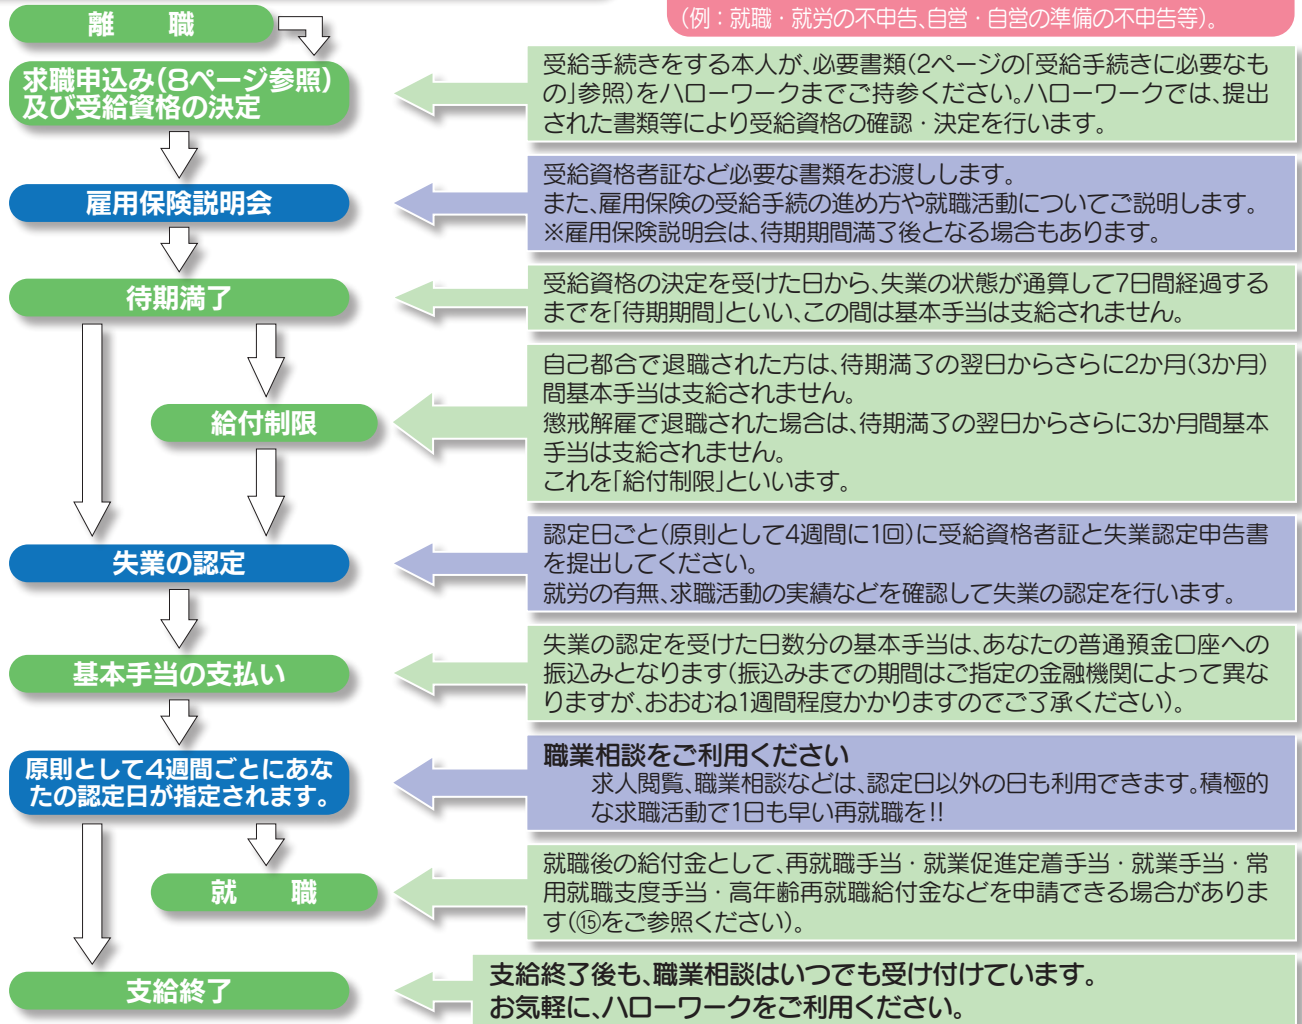 (例：就職・就労の不申告、自営・自営の準備の不申告等)。
離　職
求職申込み(8ページ参照)
及び受給資格の決定
受給手続きをする本人が、必要書類(2ページの「受給手続きに必要なも
の」参照)をハローワークまでご持参ください。ハローワークでは、提出
された書類等により受給資格の確認・決定を行います。
雇用保険説明会
受給資格者証など必要な書類をお渡しします。
また、雇用保険の受給手続の進め方や就職活動についてご説明します。
※雇用保険説明会は、待期期間満了後となる場合もあります。
待期満了
受給資格の決定を受けた日から、失業の状態が通算して7日間経過する
までを「待期期間」といい、この間は基本手当は支給されません。
給付制限
自己都合で退職された方は、待期満了の翌日からさらに2か月(3か月)
間基本手当は支給されません。
懲戒解雇で退職された場合は、待期満了の翌日からさらに3か月間基本
手当は支給されません。
これを「給付制限」といいます。
失業の認定
認定日ごと(原則として4週間に1回)に受給資格者証と失業認定申告書
を提出してください。
就労の有無、求職活動の実績などを確認して失業の認定を行います。
基本手当の支払い
失業の認定を受けた日数分の基本手当は、あなたの普通預金口座への
振込みとなります(振込みまでの期間はご指定の金融機関によって異な
りますが、おおむね1週間程度かかりますのでご了承ください)。
原則として4週間ごとにあな
たの認定日が指定されます。
職業相談をご利用ください
求人閲覧、職業相談などは、認定日以外の日も利用できます。積極的
な求職活動で1日も早い再就職を!!
就　職
就職後の給付金として、再就職手当・就業促進定着手当・就業手当・常
用就職支度手当・高年齢再就職給付金などを申請できる場合がありま
す(⑮をご参照ください)。
支給終了
支給終了後も、職業相談はいつでも受け付けています。
お気軽に、ハローワークをご利用ください。